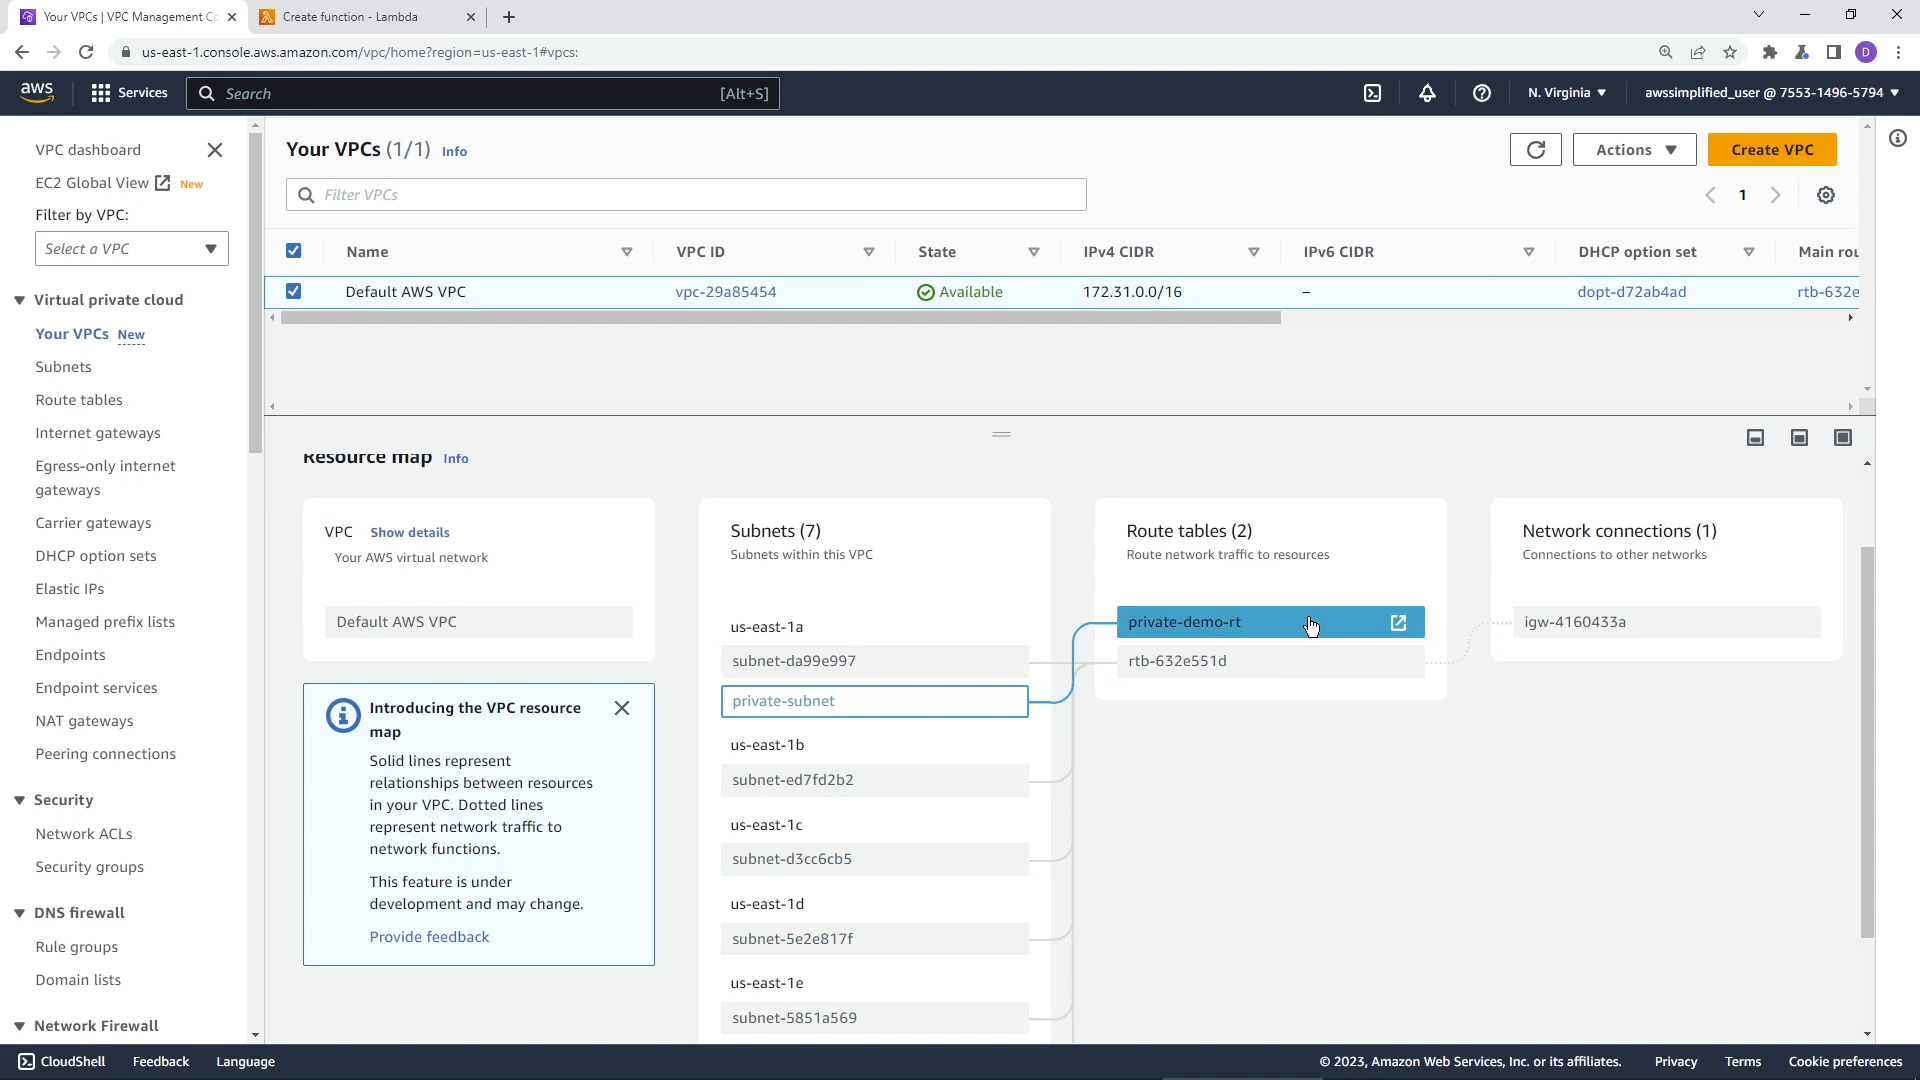 Your VPCs | VPC Management Co
Create function - Lambda
us-east-1.console.aws.amazon.com/vpc/home?region=us-east-1#vpcs:
D
aws
Services
Search
[Alt+S]
N. Virginia
awssimplified_user @ 7553-1496-5794
VPC dashboard
EC2 Global View
New
Filter by VPC:
Select a VPC
Virtual private cloud
Your VPCs New
Subnets
Route tables
Internet gateways
Egress-only internet
gateways
Carrier gateways
DHCP option sets
Elastic IPs
Managed prefix lists
Endpoints
Endpoint services
NAT gateways
Peering connections
Security
Network ACLs
Security groups
DNS firewall
Rule groups
Domain lists
Network Firewall
Your VPCs (1/1) Info
Actions
Create VPC
Filter VPCs
1
Name
VPC ID
State
IPv4 CIDR
IPv6 CIDR
DHCP option set
Main rou
Default AWS VPC
vpc-29a85454
Available
172.31.0.0/16
–
dopt-d72ab4ad
rtb-632e
Resource map Info
VPC Show details
Your AWS virtual network
Default AWS VPC
Introducing the VPC resource
map
Solid lines represent
relationships between resources
in your VPC. Dotted lines
represent network traffic to
network functions.
This feature is under
development and may change.
Provide feedback
Subnets (7)
Subnets within this VPC
us-east-1a
subnet-da99e997
private-subnet
us-east-1b
subnet-ed7fd2b2
us-east-1c
subnet-d3cc6cb5
us-east-1d
subnet-5e2e817f
us-east-1e
subnet-5851a569
Route tables (2)
Route network traffic to resources
private-demo-rt
rtb-632e551d
Network connections (1)
Connections to other networks
igw-4160433a
CloudShell
Feedback
Language
© 2023, Amazon Web Services, Inc. or its affiliates.
Privacy
Terms
Cookie preferences